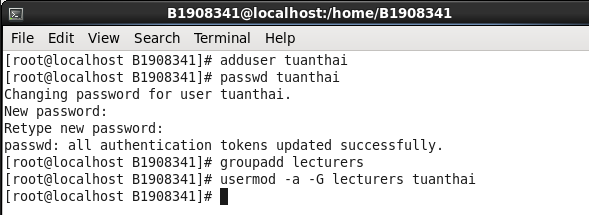 B1908341@localhost:/home/B1908341
File Edit View Search Terminal Help
[root@localhost B1908341]# adduser tuanthai
[root@localhost B1908341]# passwd tuanthai
Changing password for user tuanthai.
New password:
Retype new password:
passwd: all authentication tokens updated successfully.
[root@localhost B1908341]# groupadd lecturers
[root@localhost B1908341]# usermod -a -G lecturers tuanthai
[root@localhost B1908341]#